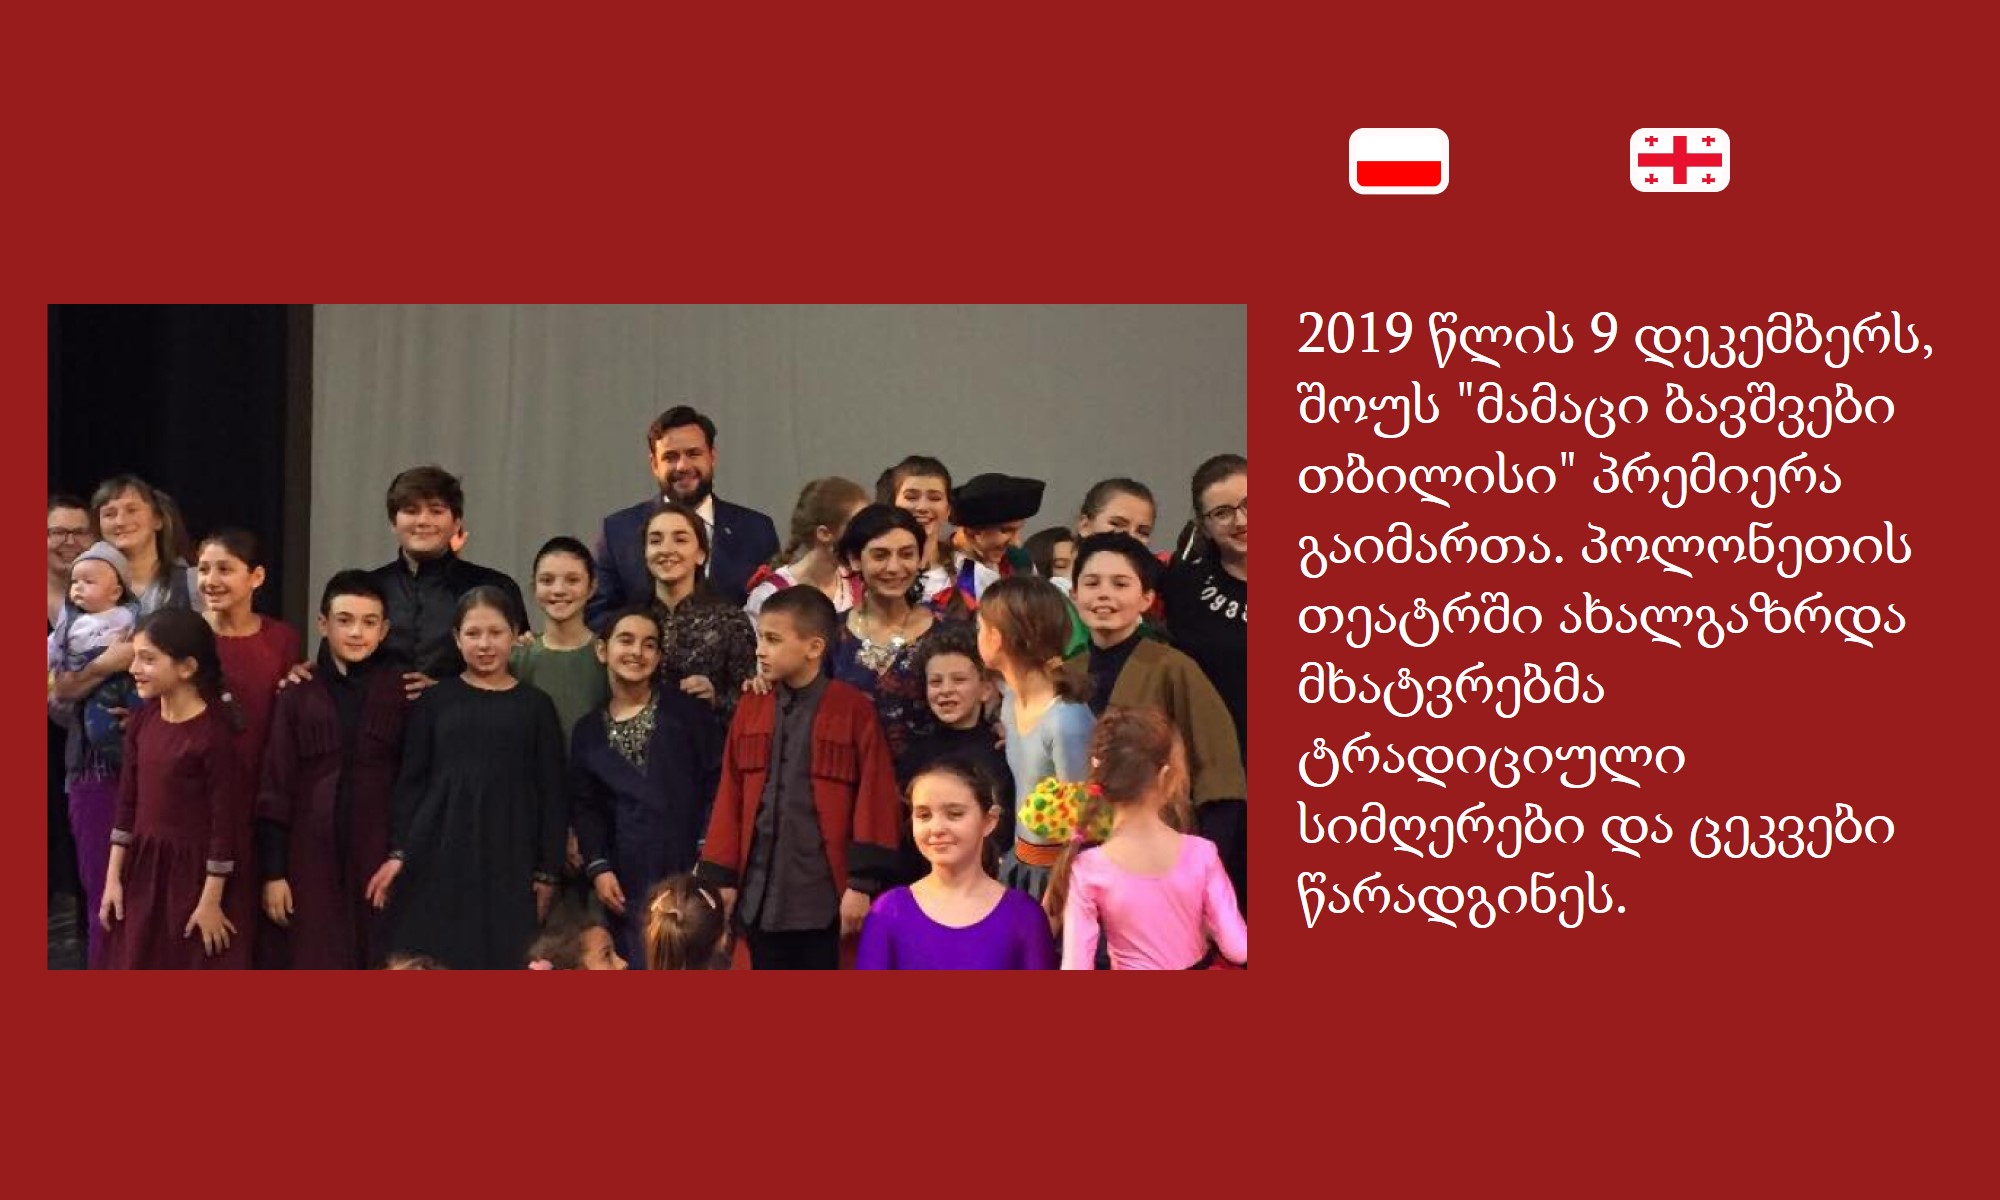 2019 წლის 9 დეკემბერს,
შოუს "მამაცი ბავშვები
თბილისი" პრემიერა
გაიმართა. პოლონეთის
თეატრში ახალგაზრდა
მხატვრებმა
ტრადიციული
სიმღერები და ცეკვები
წარადგინეს.